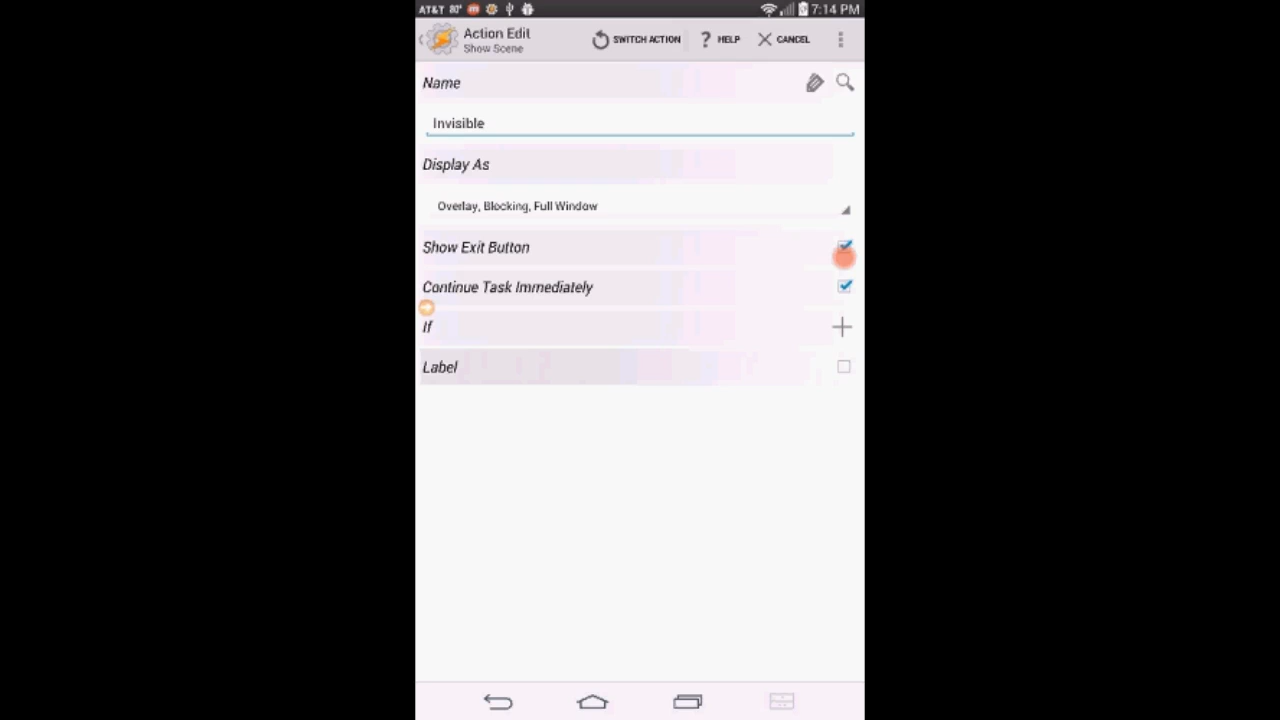 AT&T 80° 7:14 PM
Action Edit
Show Scene
SWITCH ACTION ? HELP CANCEL
Name
Invisible
Display As
Overlay, Blocking, Full Window
Show Exit Button
Continue Task Immediately
If
Label